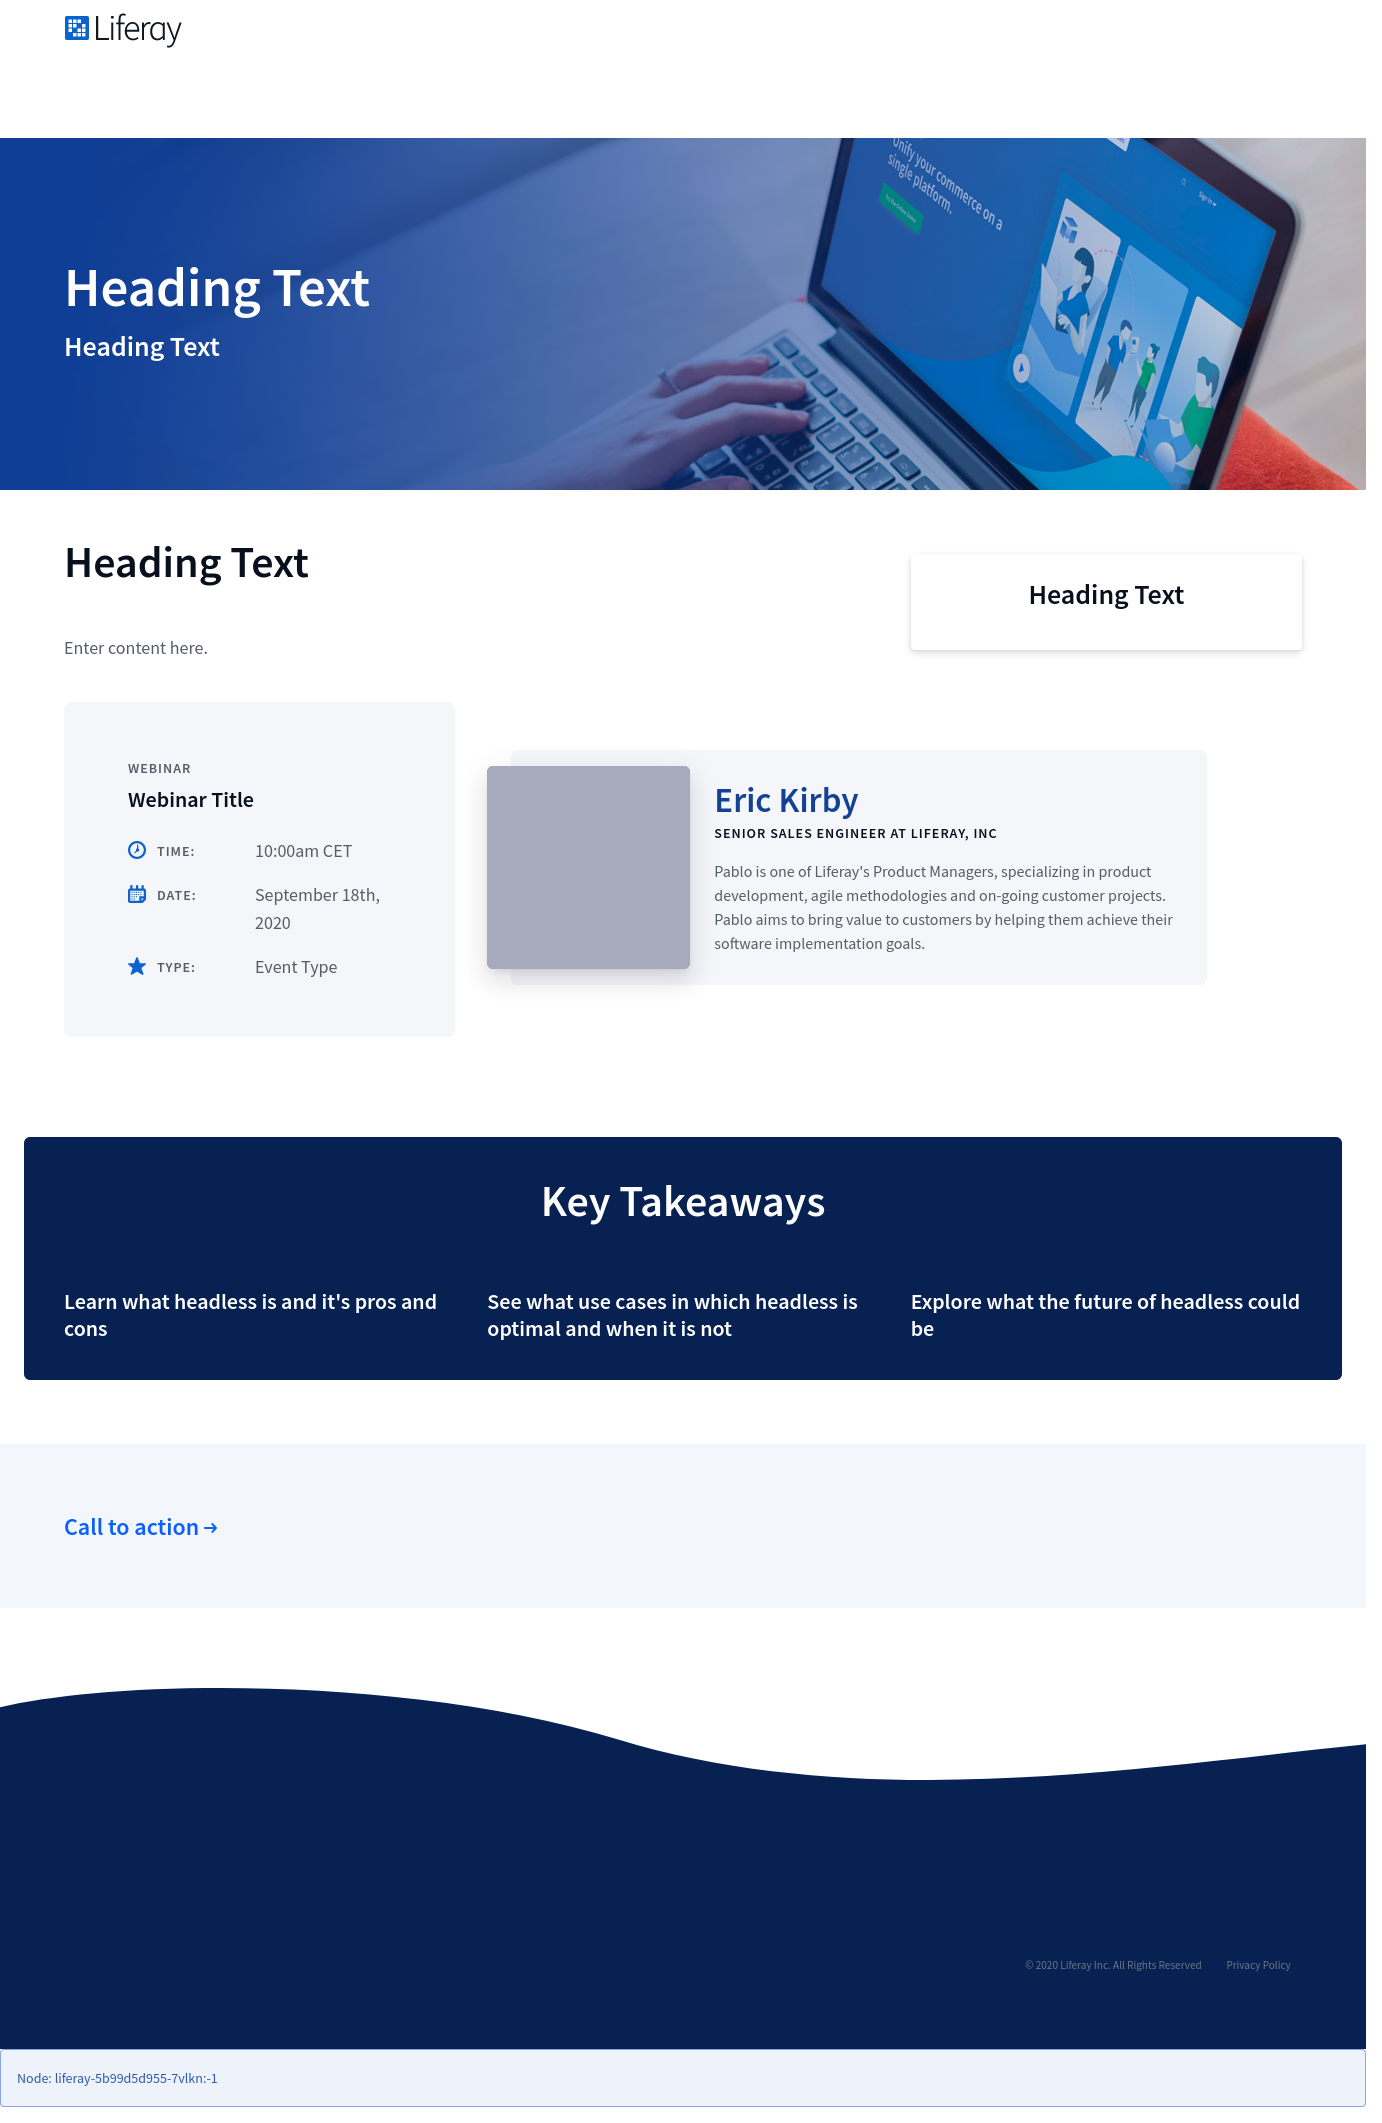 Liferay
Unify your commerce on a
single platform.
Sign In
Heading Text
Heading Text
Heading Text
Heading Text
Enter content here.
WEBINAR
Webinar Title
TIME: 10:00am CET
DATE: September 18th,
2020
TYPE: Event Type
Eric Kirby
SENIOR SALES ENGINEER AT LIFERAY, INC
Pablo is one of Liferay's Product Managers, specializing in product
development, agile methodologies and on-going customer projects.
Pablo aims to bring value to customers by helping them achieve their
software implementation goals.
Key Takeaways
Learn what headless is and it's pros and
cons
See what use cases in which headless is
optimal and when it is not
Explore what the future of headless could
be
Call to action →
© 2020 Liferay Inc. All Rights Reserved Privacy Policy
Node: liferay-5b99d5d955-7vlkn:-1